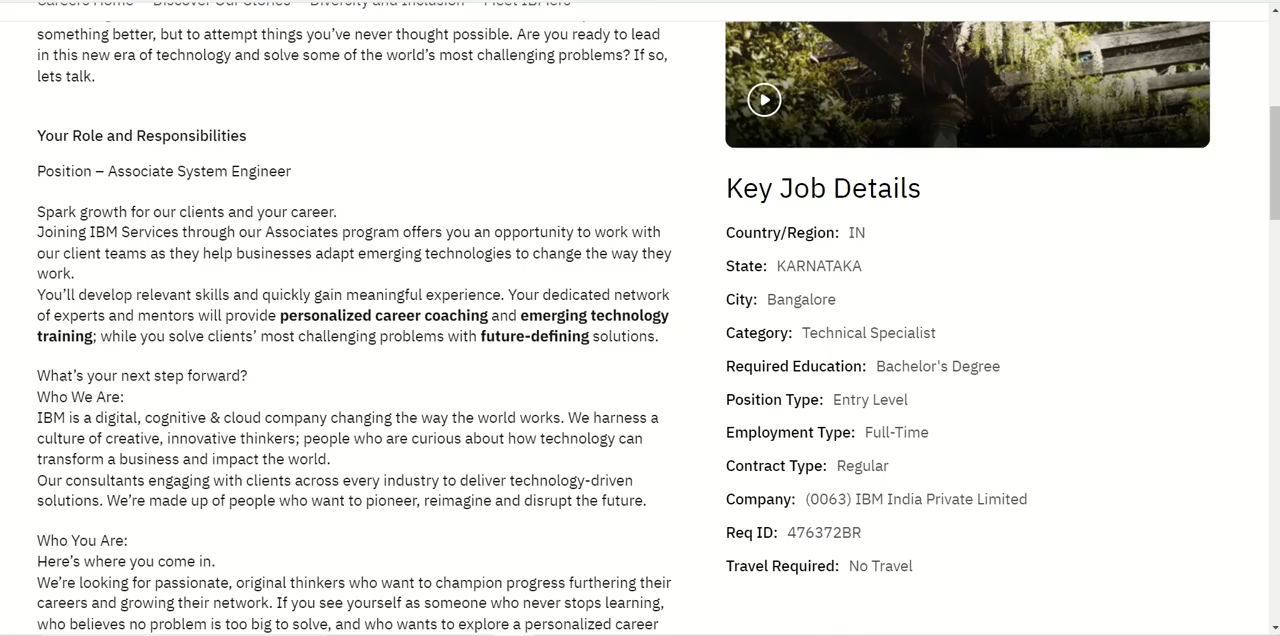 Careers Home Discover Our Stories Diversity and Inclusion Meet IBMers
something better, but to attempt things you've never thought possible. Are you ready to lead
in this new era of technology and solve some of the world's most challenging problems? If so,
lets talk.
Your Role and Responsibilities
Position – Associate System Engineer
Spark growth for our clients and your career.
Joining IBM Services through our Associates program offers you an opportunity to work with
our client teams as they help businesses adapt emerging technologies to change the way they
work.
You'll develop relevant skills and quickly gain meaningful experience. Your dedicated network
of experts and mentors will provide personalized career coaching and emerging technology
training; while you solve clients' most challenging problems with future-defining solutions.
What's your next step forward?
Who We Are:
IBM is a digital, cognitive & cloud company changing the way the world works. We harness a
culture of creative, innovative thinkers; people who are curious about how technology can
transform a business and impact the world.
Our consultants engaging with clients across every industry to deliver technology-driven
solutions. We're made up of people who want to pioneer, reimagine and disrupt the future.
Who You Are:
Here's where you come in.
We're looking for passionate, original thinkers who want to champion progress furthering their
careers and growing their network. If you see yourself as someone who never stops learning,
who believes no problem is too big to solve, and who wants to explore a personalized career
Key Job Details
Country/Region: IN
State: KARNATAKA
City: Bangalore
Category: Technical Specialist
Required Education: Bachelor's Degree
Position Type: Entry Level
Employment Type: Full-Time
Contract Type: Regular
Company: (0063) IBM India Private Limited
Req ID: 476372BR
Travel Required: No Travel